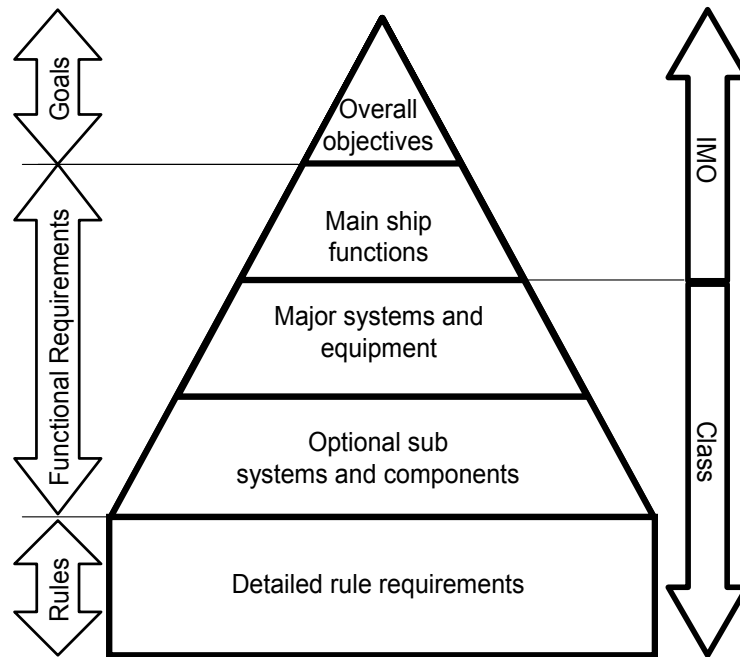 Goals
Overall
objectives
IMO
Main ship
functions
Functional Requirements
Major systems and
equipment
Class
Optional sub
systems and components
Rules
Detailed rule requirements